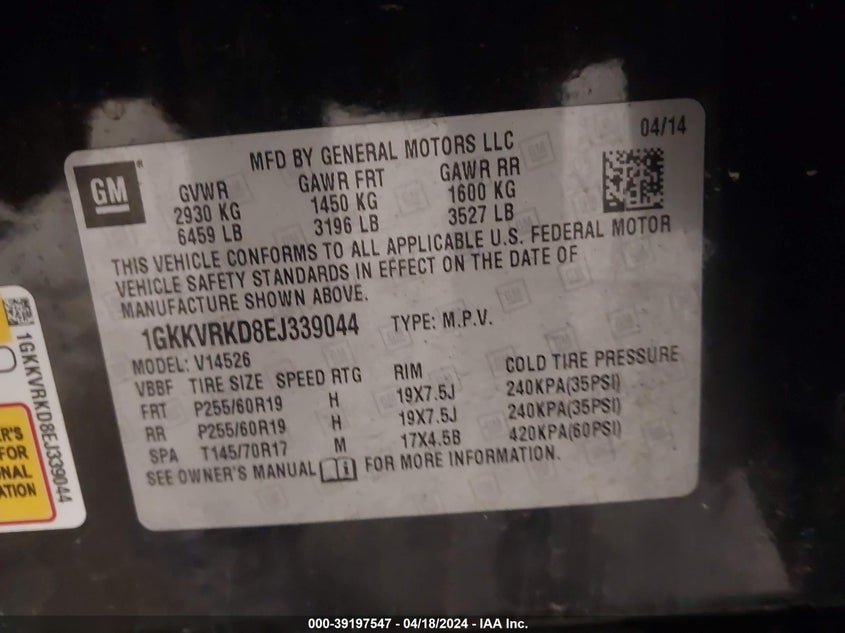 04/14
MFD BY GENERAL MOTORS LLC
GM
GVWR GAWR FRT GAWR RR
2930 KG 1450 KG 1600 KG
6459 LB 3196 LB 3527 LB
THIS VEHICLE CONFORMS TO ALL APPLICABLE U.S. FEDERAL MOTOR
VEHICLE SAFETY STANDARDS IN EFFECT ON THE DATE OF
MANUFACTURE SHOWN ABOVE.
1GKKVRKD8EJ339044 TYPE: M.P.V.
MODEL: V14526
VBBF TIRE SIZE SPEED RTG RIM COLD TIRE PRESSURE
FRT P255/60R19 H 19X7.5J 240KPA(35PSI)
RR P255/60R19 H 19X7.5J 240KPA(35PSI)
SPA T145/70R17 M 17X4.5B 420KPA(60PSI)
SEE OWNER'S MANUAL i FOR MORE INFORMATION.
1GKKVRKD8EJ339044
ER'S
FOR
ONAL
ATION
000-39197547 - 04/18/2024 - IAA Inc.